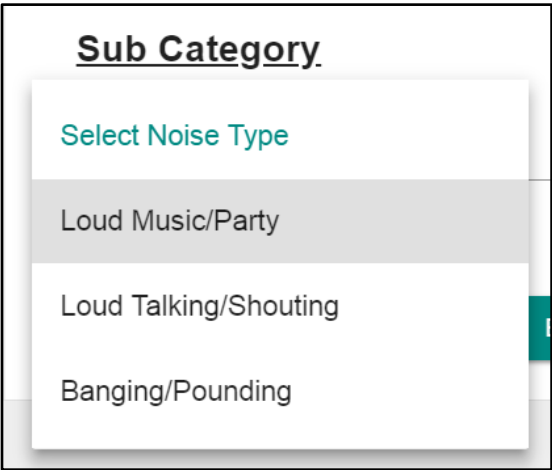 Sub Category
Select Noise Type
Loud Music/Party
Loud Talking/Shouting
Banging/Pounding